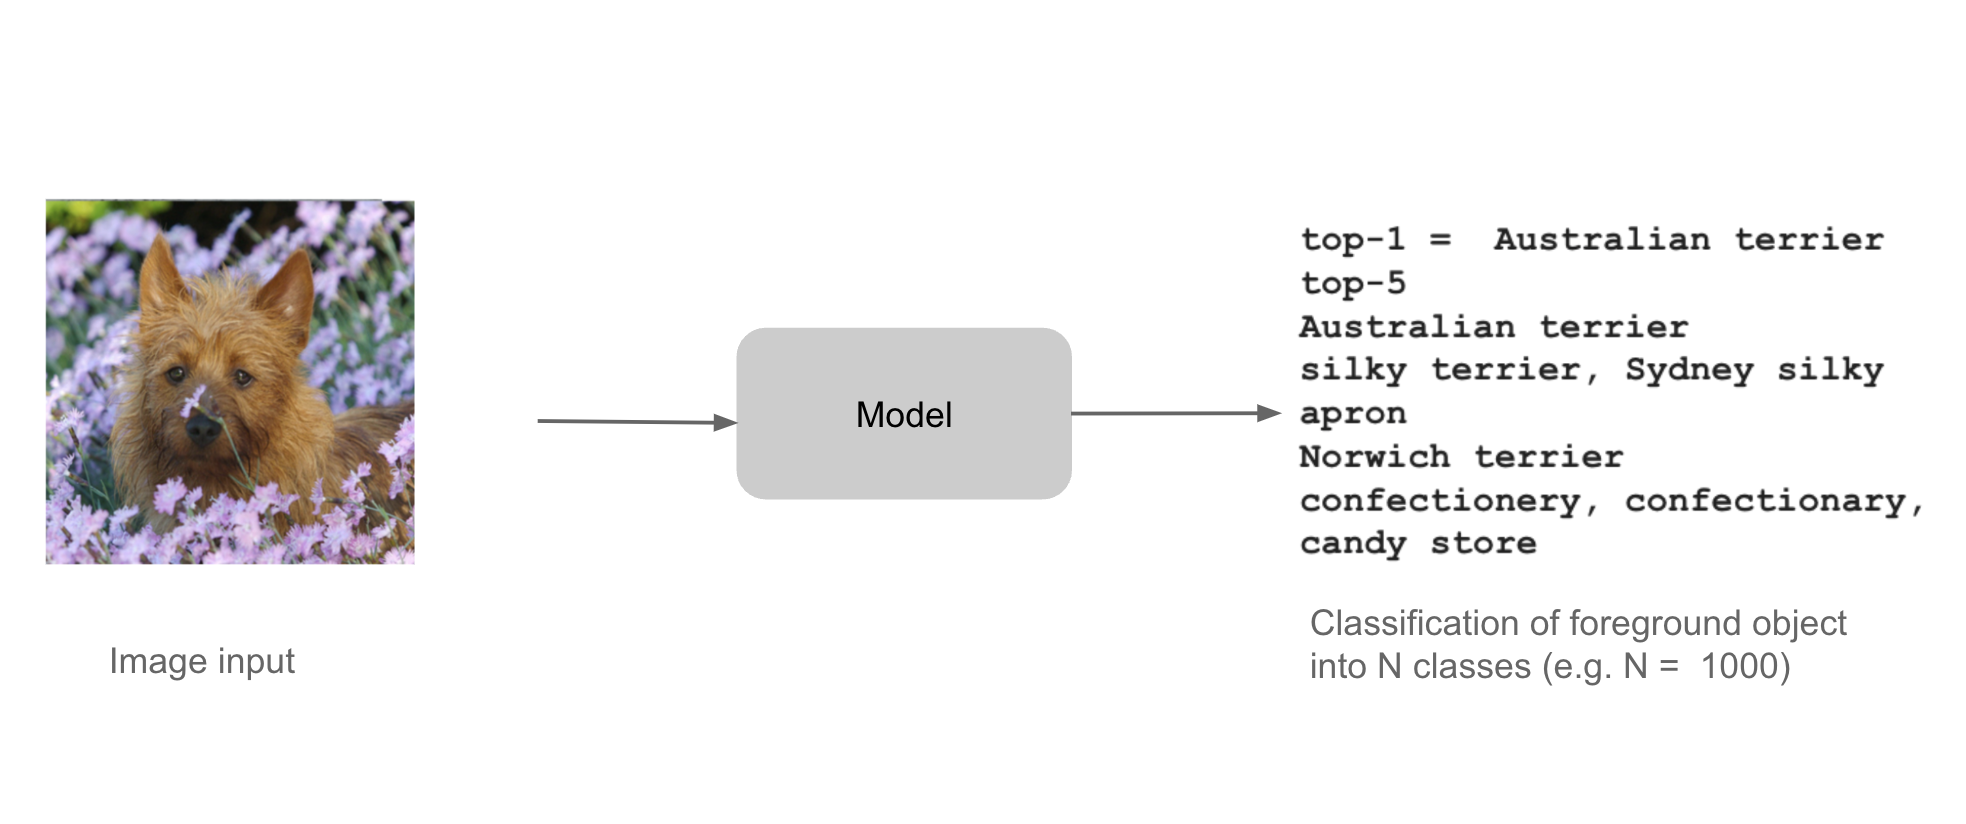 top-1 =  Australian terrier
top-5
Australian terrier
silky terrier, Sydney silky
apron
Norwich terrier
confectionery, confectionary,
candy store
Model
Image input
Classification of foreground object
into N classes (e.g. N =  1000)